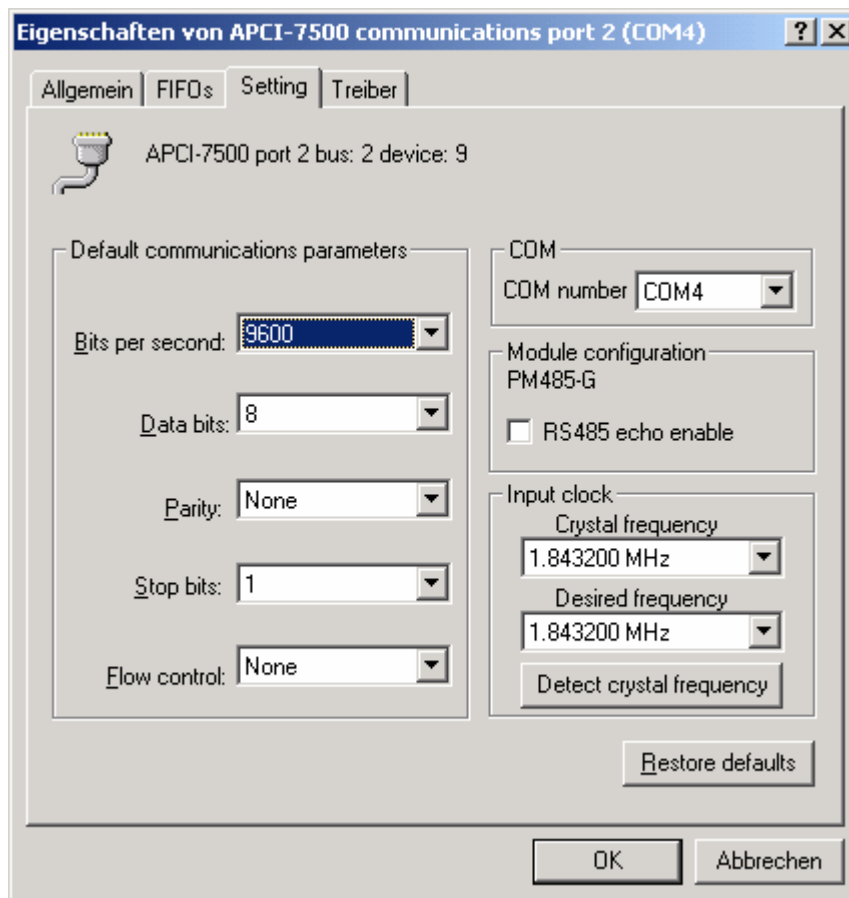 Eigenschaften von APCI-7500 communications port 2 (COM4)
Allgemein FIFOs Setting Treiber
APCI-7500 port 2 bus: 2 device: 9
Default communications parameters
Bits per second: 9600
Data bits: 8
Parity: None
Stop bits: 1
Flow control: None
COM
COM number COM4
Module configuration
PM485-G
RS485 echo enable
Input clock
Crystal frequency
1.843200 MHz
Desired frequency
1.843200 MHz
Detect crystal frequency
Restore defaults
OK Abbrechen